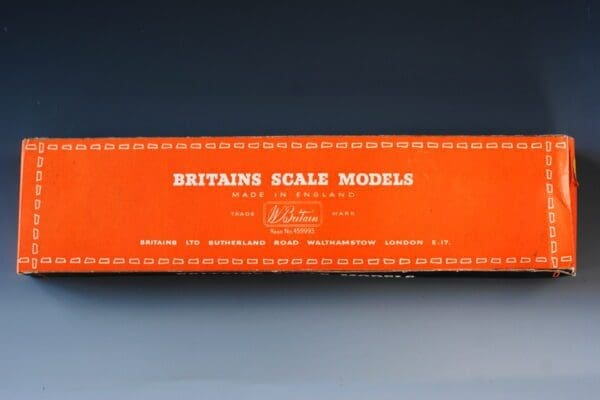 BRITAINS SCALE MODELS
MADE IN ENGLAND
TRADE W. Britain MARK
Regd No. 459993
BRITAINS LTD SUTHERLAND ROAD WALTHAMSTOW LONDON E.17.
MODELS